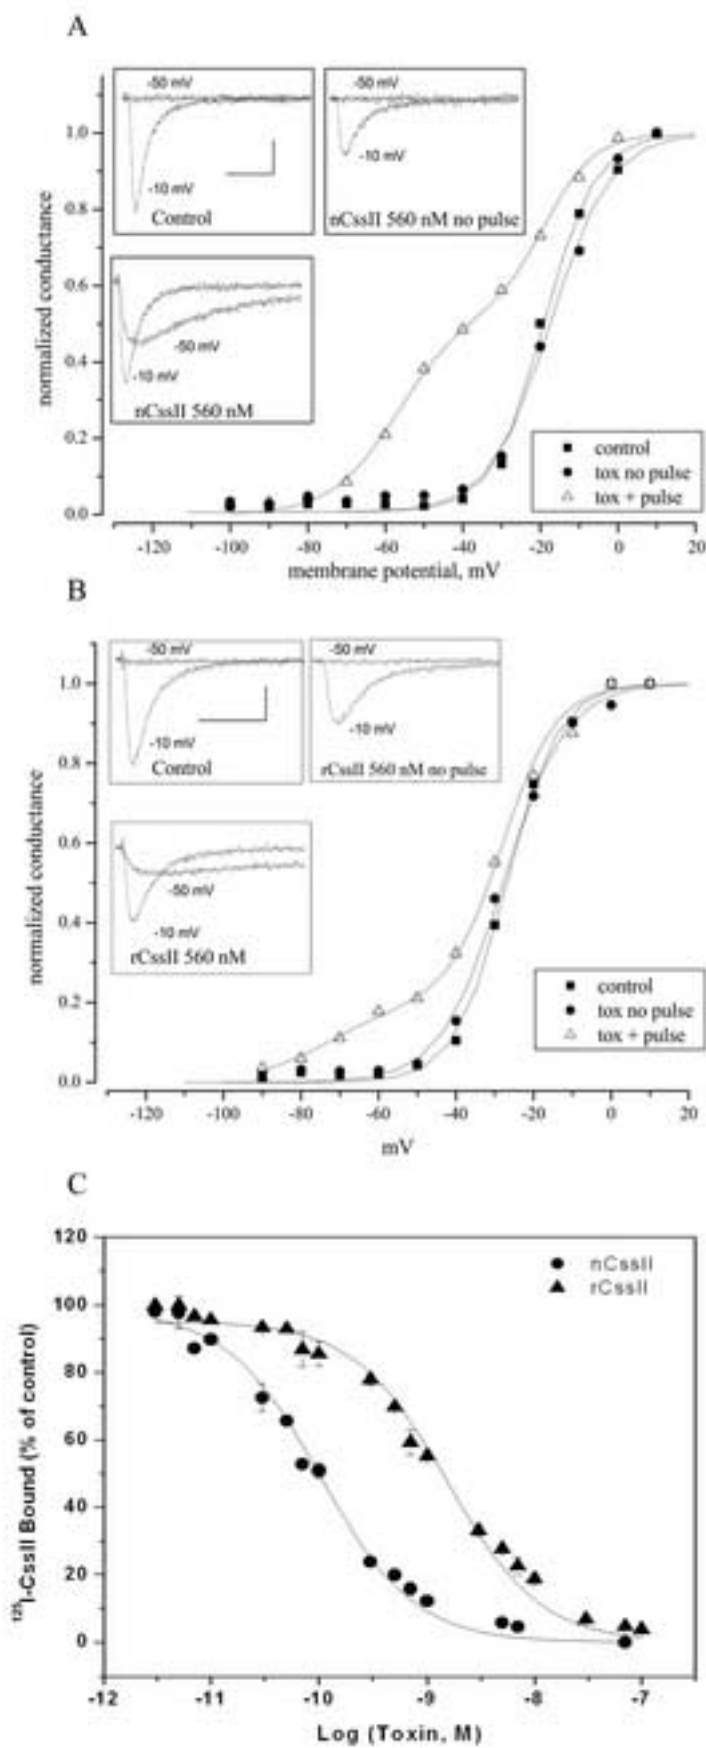 A
-50 mV
-10 mV
Control
-50 mV
-10 mV
nCssII 560 nM no pulse
-50 mV
-10 mV
nCssII 560 nM
normalized conductance
1.0
0.8
0.6
0.4
0.2
0.0
control
tox no pulse
tox + pulse
-120 -100 -80 -60 -40 -20 0 20
membrane potential, mV
B
-50 mV
-10 mV
Control
-50 mV
-10 mV
rCssII 560 nM no pulse
-50 mV
-10 mV
rCssII 560 nM
normalized conductance
1.0
0.8
0.6
0.4
0.2
0.0
control
tox no pulse
tox + pulse
-120 -100 -80 -60 -40 -20 0 20
mV
C
120
100
80
60
40
20
0
¹²⁵I-CssII Bound (% of control)
nCssII
rCssII
-12 -11 -10 -9 -8 -7
Log (Toxin, M)